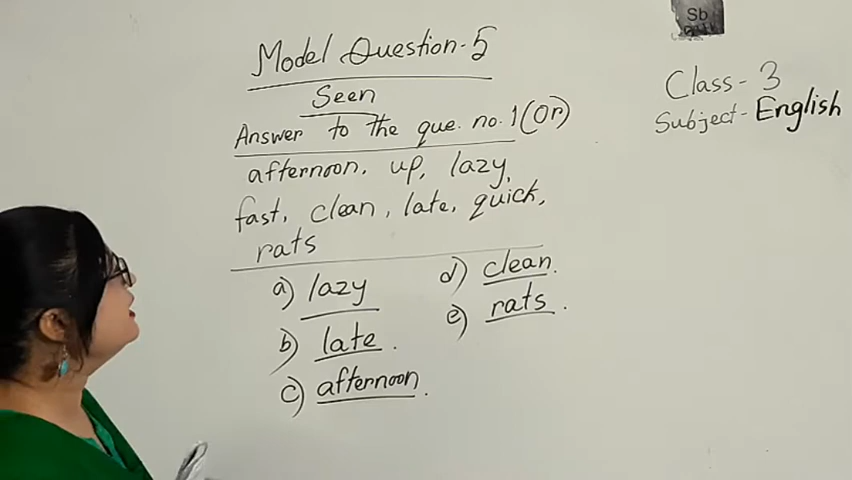 Model Question-5
Seen
Answer to the que. no. 1 (Or)
afternoon, up, lazy,
fast, clean, late, quick,
rats
a) lazy
b) late.
c) afternoon.
d) clean.
e) rats.
Class-3
Subject-English
Sb